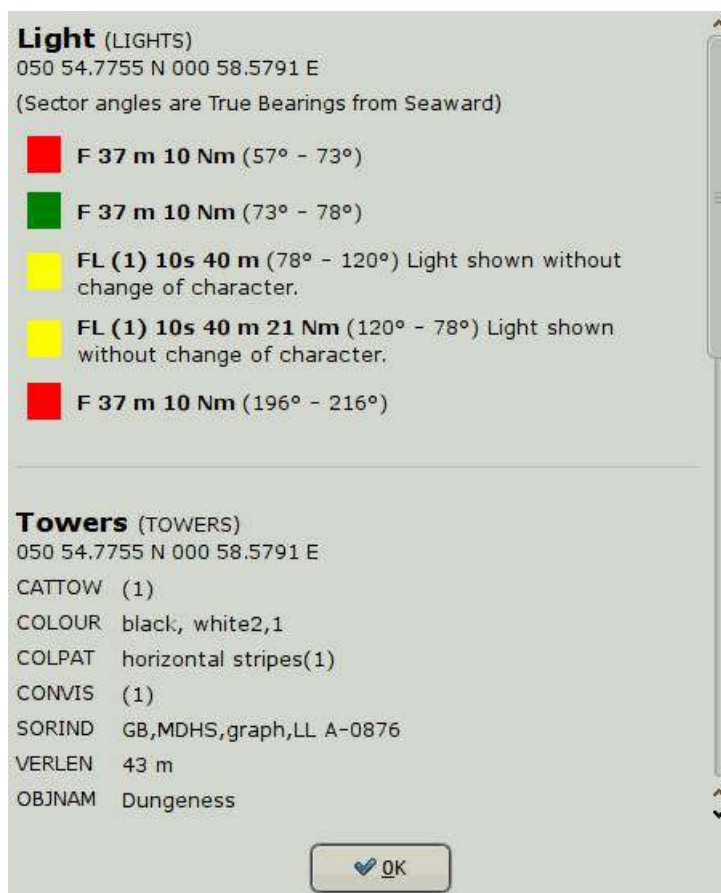 Light (LIGHTS)
050 54.7755 N 000 58.5791 E
(Sector angles are True Bearings from Seaward)
F 37 m 10 Nm (57° - 73°)
F 37 m 10 Nm (73° - 78°)
FL (1) 10s 40 m (78° - 120°) Light shown without
change of character.
FL (1) 10s 40 m 21 Nm (120° - 78°) Light shown
without change of character.
F 37 m 10 Nm (196° - 216°)
Towers (TOWERS)
050 54.7755 N 000 58.5791 E
CATTOW (1)
COLOUR black, white2,1
COLPAT horizontal stripes(1)
CONVIS (1)
SORIND GB,MDHS,graph,LL A-0876
VERLEN 43 m
OBJNAM Dungeness
OK